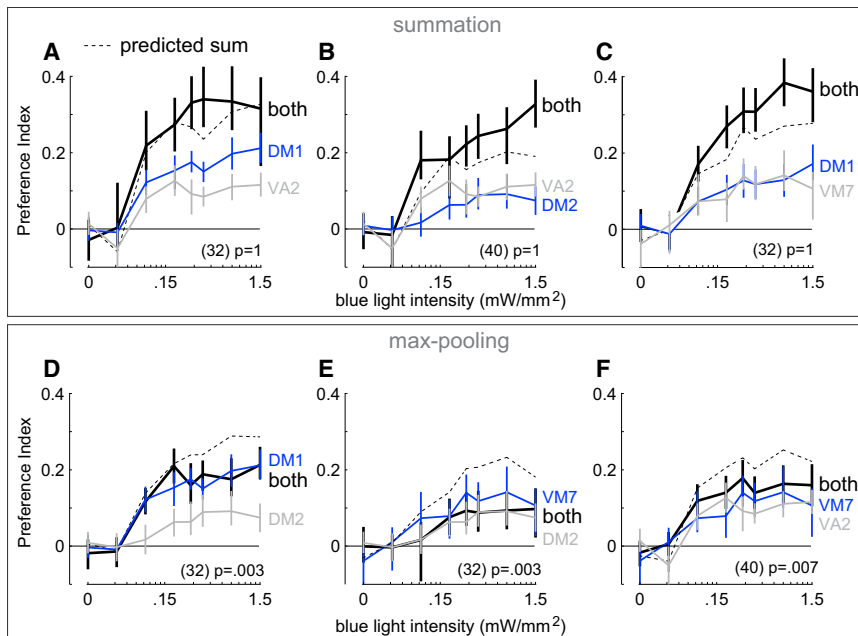 summation
A
B
C
predicted sum
Preference Index
0.4
0.2
0
both
DM1
VA2
(32) p=1
0
.15
1.5
0.4
0.2
0
both
VA2
DM2
(40) p=1
0
.15
1.5
blue light intensity (mW/mm2)
0.4
0.2
0
both
DM1
VM7
(32) p=1
0
.15
1.5
max-pooling
D
E
F
Preference Index
0.4
0.2
0
DM1
both
DM2
(32) p=.003
0
.15
1.5
0.4
0.2
0
VM7
both
DM2
(32) p=.003
0
.15
1.5
blue light intensity (mW/mm2)
0.4
0.2
0
both
VM7
VA2
(40) p=.007
0
.15
1.5